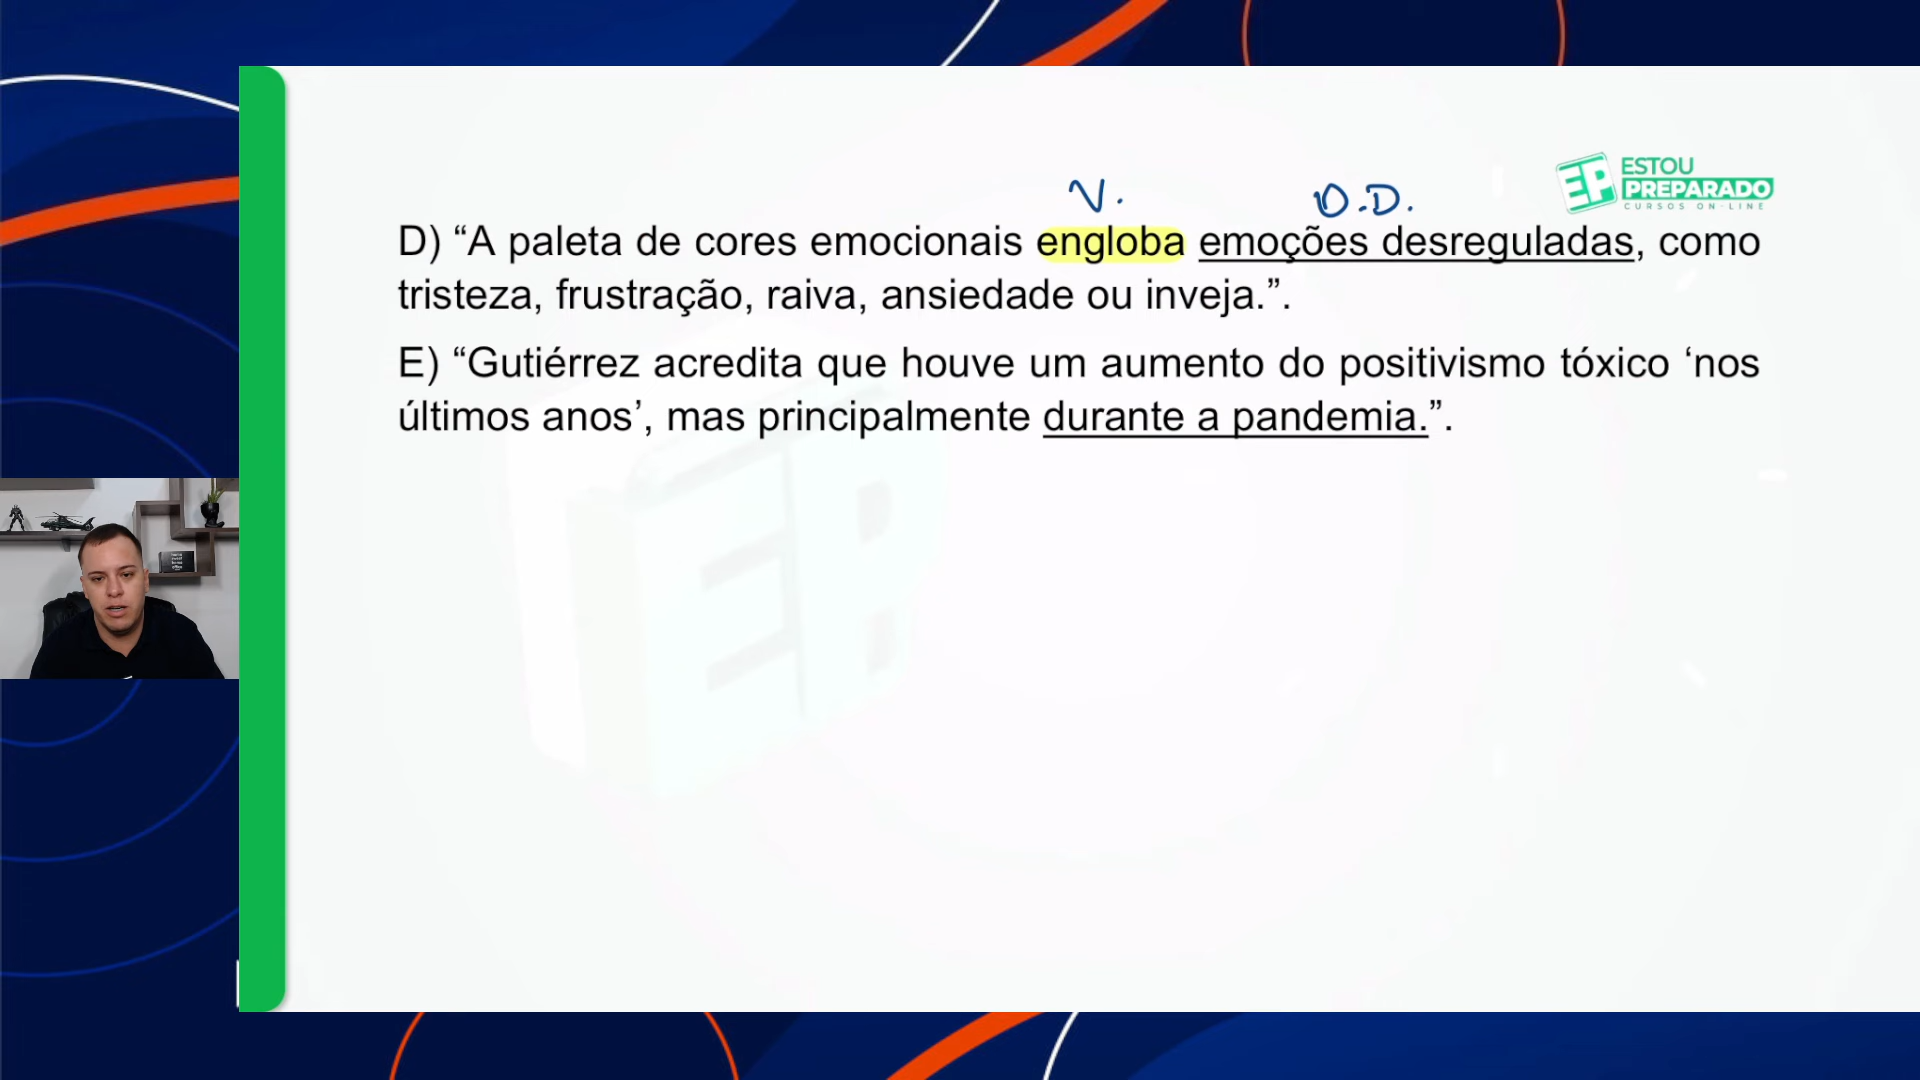 V. O.D.
ESTOU
EP PREPARADO
CURSOS ON-LINE
D) “A paleta de cores emocionais engloba emoções desreguladas, como
tristeza, frustração, raiva, ansiedade ou inveja.”.
E) “Gutiérrez acredita que houve um aumento do positivismo tóxico ‘nos
últimos anos’, mas principalmente durante a pandemia.”.